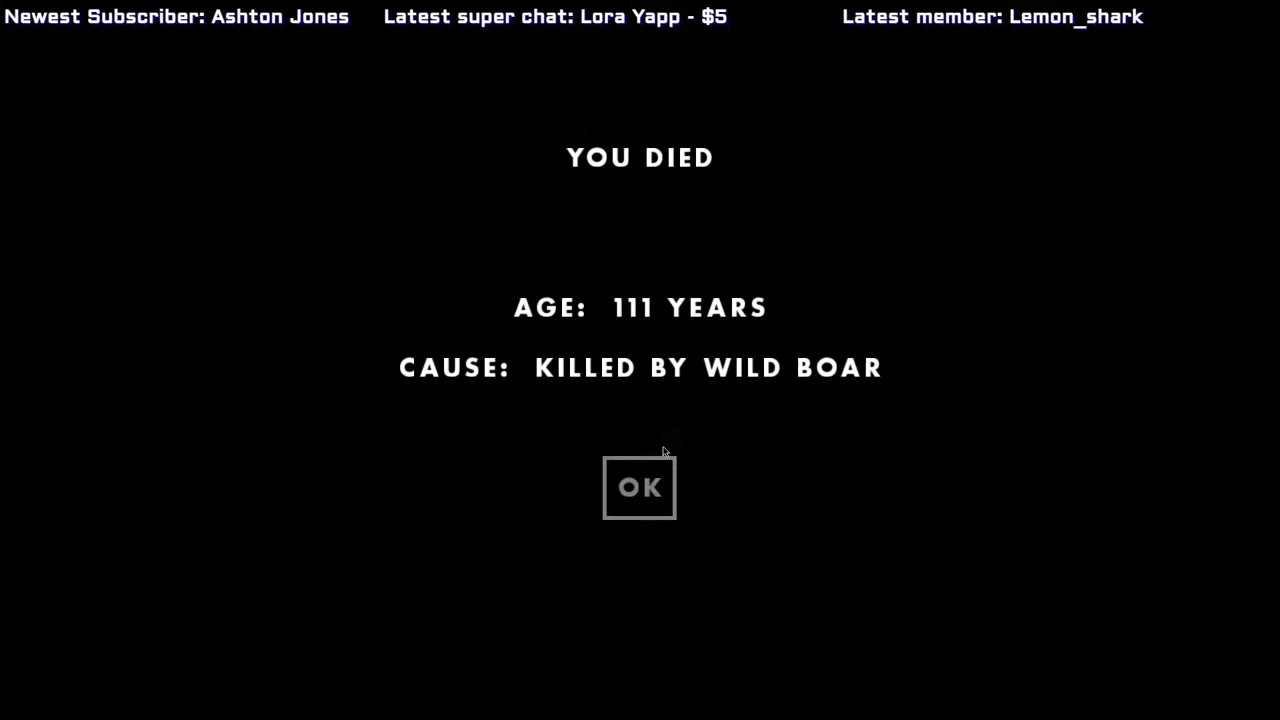 Newest Subscriber: Ashton Jones Latest super chat: Lora Yapp - $5 Latest member: Lemon_shark
YOU DIED
AGE: 111 YEARS
CAUSE: KILLED BY WILD BOAR
OK